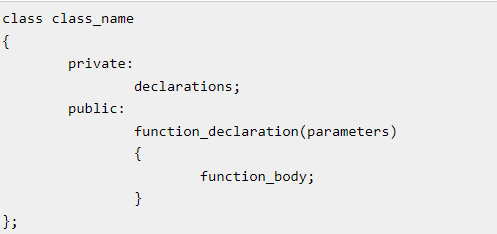 class class_name
{
        private:
                declarations;
        public:
                function_declaration(parameters)
                {
                        function_body;
                }
};